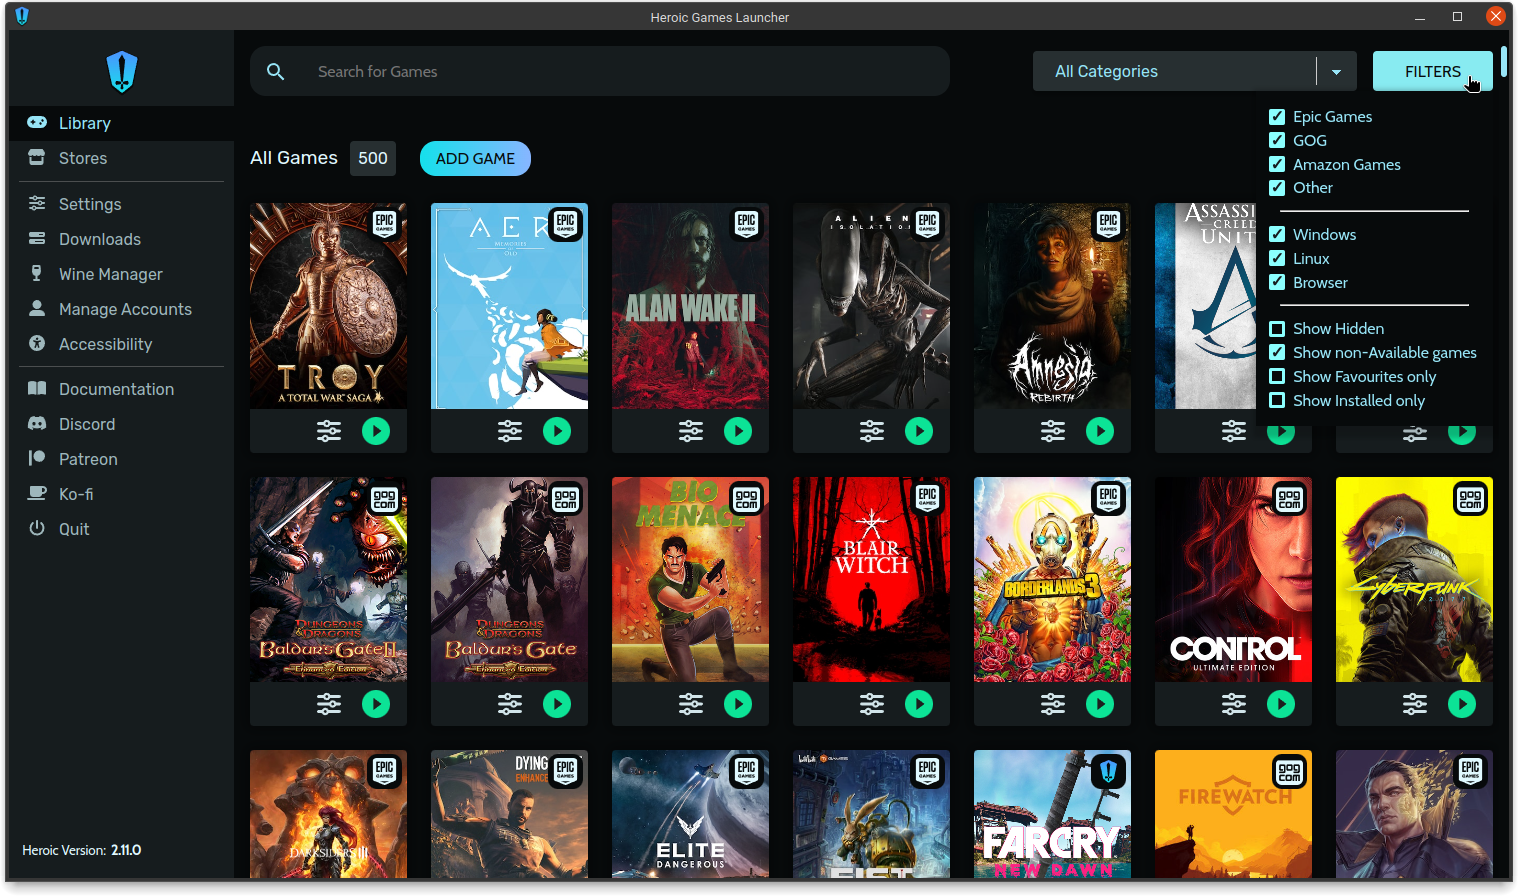 Heroic Games Launcher
Search for Games
All Categories
FILTERS
Library
Stores
Settings
Downloads
Wine Manager
Manage Accounts
Accessibility
Documentation
Discord
Patreon
Ko-fi
Quit
Heroic Version: 2.11.0
All Games 500 ADD GAME
Epic Games
GOG
Amazon Games
Other
Windows
Linux
Browser
Show Hidden
Show non-Available games
Show Favourites only
Show Installed only
EPIC GAMES
TROY
A TOTAL WAR SAGA
AER
MEMORIES
OF
OLD
EPIC GAMES
EPIC GAMES
ALAN WAKE II
ALIEN
ISOLATION
EPIC GAMES
EPIC GAMES
Amnesia
REBIRTH
ASSASSI
CREED
UNIT
gog com
DUNGEONS & DRAGONS
Baldur's Gate II
Enhanced Edition
gog com
DUNGEONS & DRAGONS
Baldur's Gate
Enhanced Edition
BIO
MENACE
gog com
EPIC GAMES
BLAIR
WITCH
EPIC GAMES
BORDERLANDS 3
gog com
CONTROL
ULTIMATE EDITION
gog com
CYBERPUNK
EPIC GAMES
DARKSIDERS III
DYING
ENHANCE
EPIC GAMES
EPIC GAMES
ELITE
DANGEROUS
EPIC GAMES
FIST
FARCRY
NEW DAWN
gog com
FIREWATCH
EPIC GAMES